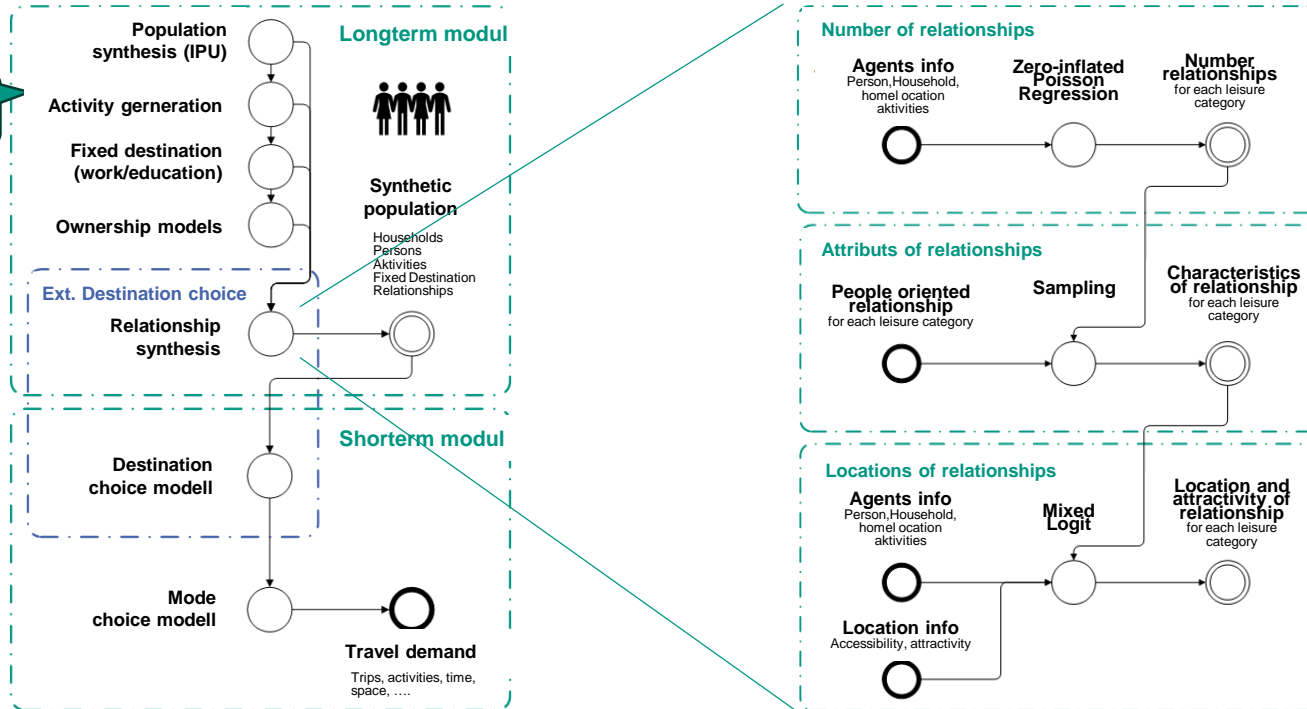 Population
synthesis (IPU)
Longterm modul
Activity gerneration
Fixed destination
(work/education)
Ownership models
Synthetic
population
Households
Persons
Aktivities
Fixed Destination
Relationships
Ext. Destination choice
Relationship
synthesis
Shorterm modul
Destination
choice modell
Mode
choice modell
Travel demand
Trips, activities, time,
space, ….
Number of relationships
Agents info
Person,Household,
homel ocation
aktivities
Zero-inflated
Poisson
Regression
Number
relationships
for each leisure
category
Attributs of relationships
People oriented
relationship
for each leisure category
Sampling
Characteristics
of relationship
for each leisure
category
Locations of relationships
Agents info
Person,Household,
homel ocation
aktivities
Mixed
Logit
Location and
attractivity of
relationship
for each leisure
category
Location info
Accessibility, attractivity